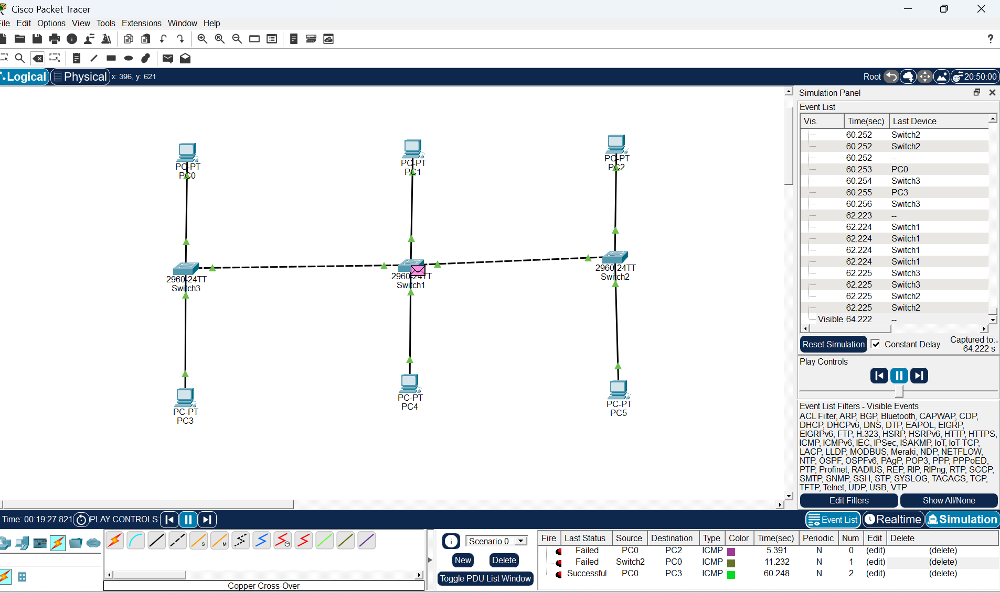 Cisco Packet Tracer
File Edit Options View Tools Extensions Window Help
?
Logical Physical x: 396, y: 621
Root 20:50:00
PC-PT
PC0
PC-PT
PC1
PC-PT
PC2
2960-24TT
Switch3
2960-24TT
Switch1
2960-24TT
Switch2
PC-PT
PC3
PC-PT
PC4
PC-PT
PC5
Simulation Panel
Event List
Vis. Time(sec) Last Device
60.252 Switch2
60.252 Switch2
60.252 --
60.253 PC0
60.254 Switch3
60.255 PC3
60.256 Switch3
62.223 --
62.224 Switch1
62.224 Switch1
62.224 Switch1
62.224 Switch1
62.225 Switch3
62.225 Switch3
62.225 Switch2
62.225 Switch2
Visible 64.222 --
Reset Simulation Constant Delay Captured to:*
64.222 s
Play Controls
Event List Filters - Visible Events
ACL Filter, ARP, BGP, Bluetooth, CAPWAP, CDP,
DHCP, DHCPv6, DNS, DTP, EAPOL, EIGRP,
EIGRPv6, FTP, H.323, HSRP, HSRPv6, HTTP, HTTPS,
ICMP, ICMPv6, IEC, IPSec, ISAKMP, IoT, IoT TCP,
LACP, LLDP, MODBUS, Meraki, NDP, NETFLOW,
NTP, OSPF, OSPFv6, PAgP, POP3, PPP, PPPoED,
PTP, Profinet, RADIUS, REP, RIP, RIPng, RTP, SCCP,
SMTP, SNMP, SSH, STP, SYSLOG, TACACS, TCP,
TFTP, Telnet, UDP, USB, VTP
Edit Filters Show All/None
Time: 00:19:27.821 PLAY CONTROLS: Event List Realtime Simulation
S M
Copper Cross-Over
Scenario 0
New Delete
Toggle PDU List Window
Fire Last Status Source Destination Type Color Time(sec) Periodic Num Edit Delete
Failed PC0 PC2 ICMP 5.391 N 0 (edit) (delete)
Failed Switch2 PC0 ICMP 11.232 N 1 (edit) (delete)
Successful PC0 PC3 ICMP 60.248 N 2 (edit) (delete)